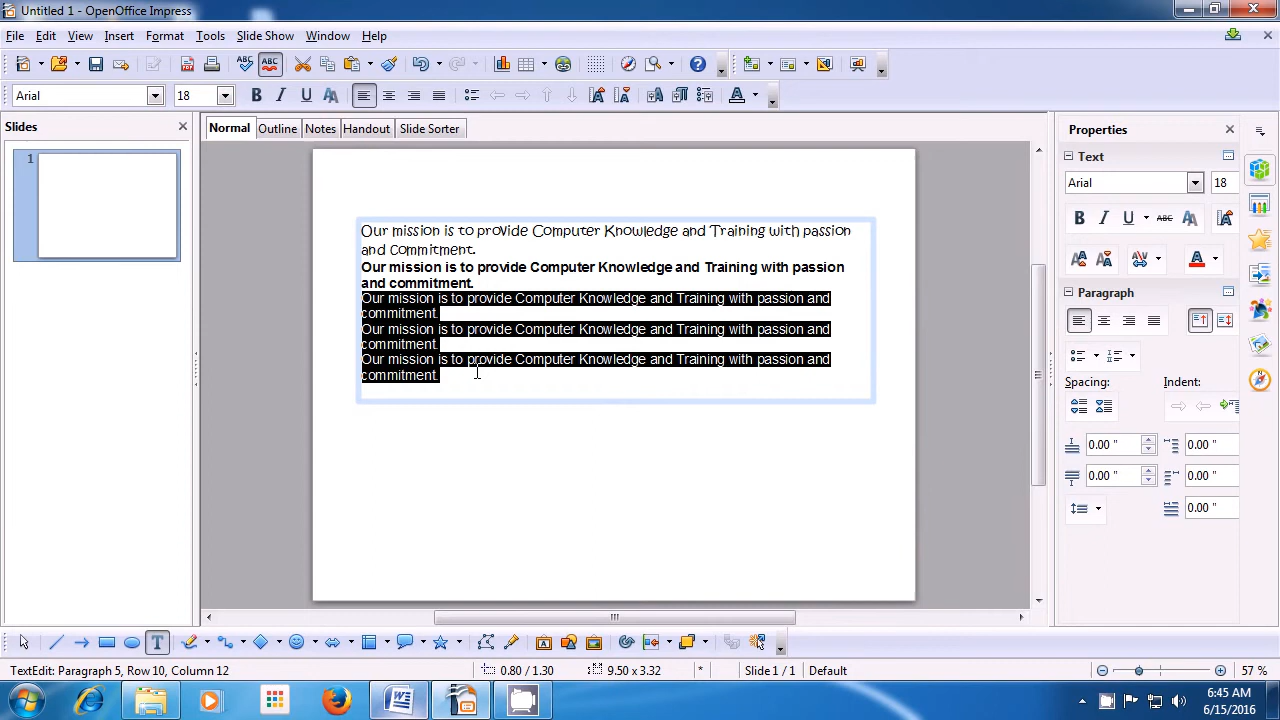 Untitled 1 - OpenOffice Impress
File Edit View Insert Format Tools Slide Show Window Help
Arial 18
Slides
Normal Outline Notes Handout Slide Sorter
Properties
1
Text
Arial 18
Our mission is to provide Computer Knowledge and Training with passion
and Commitment.
Our mission is to provide Computer Knowledge and Training with passion
and commitment.
Our mission is to provide Computer Knowledge and Training with passion and
commitment.
Our mission is to provide Computer Knowledge and Training with passion and
commitment.
Our mission is to provide Computer Knowledge and Training with passion and
commitment.
Paragraph
Spacing: Indent:
0.00 " 0.00 "
0.00 " 0.00 "
0.00 "
TextEdit: Paragraph 5, Row 10, Column 12 0.80 / 1.30 9.50 x 3.32 * Slide 1 / 1 Default 57 %
6:45 AM
6/15/2016